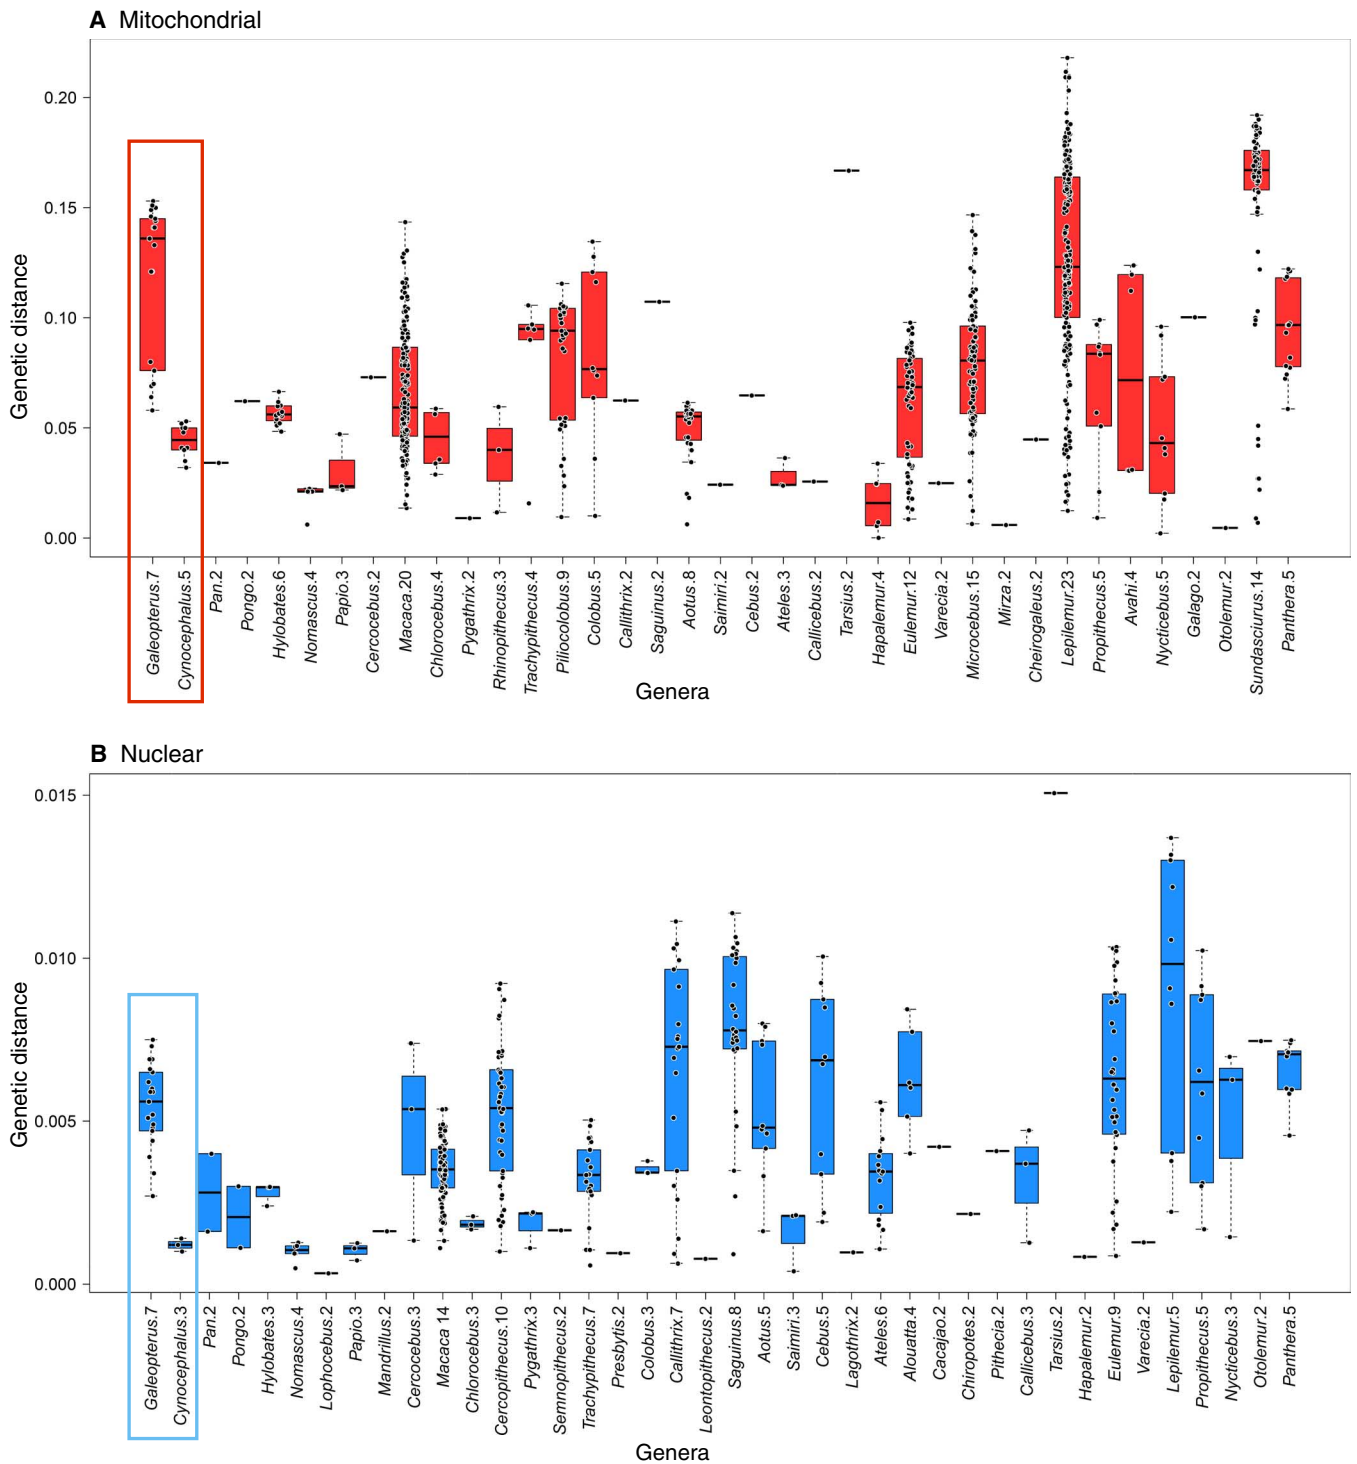 A Mitochondrial
0.20
0.15
0.10
0.05
0.00
Genetic distance
Galeopterus.7
Cynocephalus.5
Pan.2
Pongo.2
Hylobates.6
Nomascus.4
Papio.3
Cercocebus.2
Macaca.20
Chlorocebus.4
Pygathrix.2
Rhinopithecus.3
Trachypithecus.4
Piliocolobus.9
Colobus.5
Callithrix.2
Saguinus.2
Aotus.8
Saimiri.2
Cebus.2
Ateles.3
Callicebus.2
Tarsius.2
Hapalemur.4
Eulemur.12
Varecia.2
Microcebus.15
Mirza.2
Cheirogaleus.2
Lepilemur.23
Propithecus.5
Avahi.4
Nycticebus.5
Galago.2
Otolemur.2
Sundasciurus.14
Panthera.5
Genera
B Nuclear
0.015
0.010
0.005
0.000
Genetic distance
Galeopterus.7
Cynocephalus.3
Pan.2
Pongo.2
Hylobates.3
Nomascus.4
Lophocebus.2
Papio.3
Mandrillus.2
Cercocebus.3
Macaca 14
Chlorocebus.3
Cercopithecus.10
Pygathrix.3
Semnopithecus.2
Trachypithecus.7
Presbytis.2
Colobus.3
Callithrix.7
Leontopithecus.2
Saguinus.8
Aotus.5
Saimiri.3
Cebus.5
Lagothrix.2
Ateles.6
Alouatta.4
Cacajao.2
Chiropotes.2
Pithecia.2
Callicebus.3
Tarsius.2
Hapalemur.2
Eulemur.9
Varecia.2
Lepilemur.5
Propithecus.5
Nycticebus.3
Otolemur.2
Panthera.5
Genera